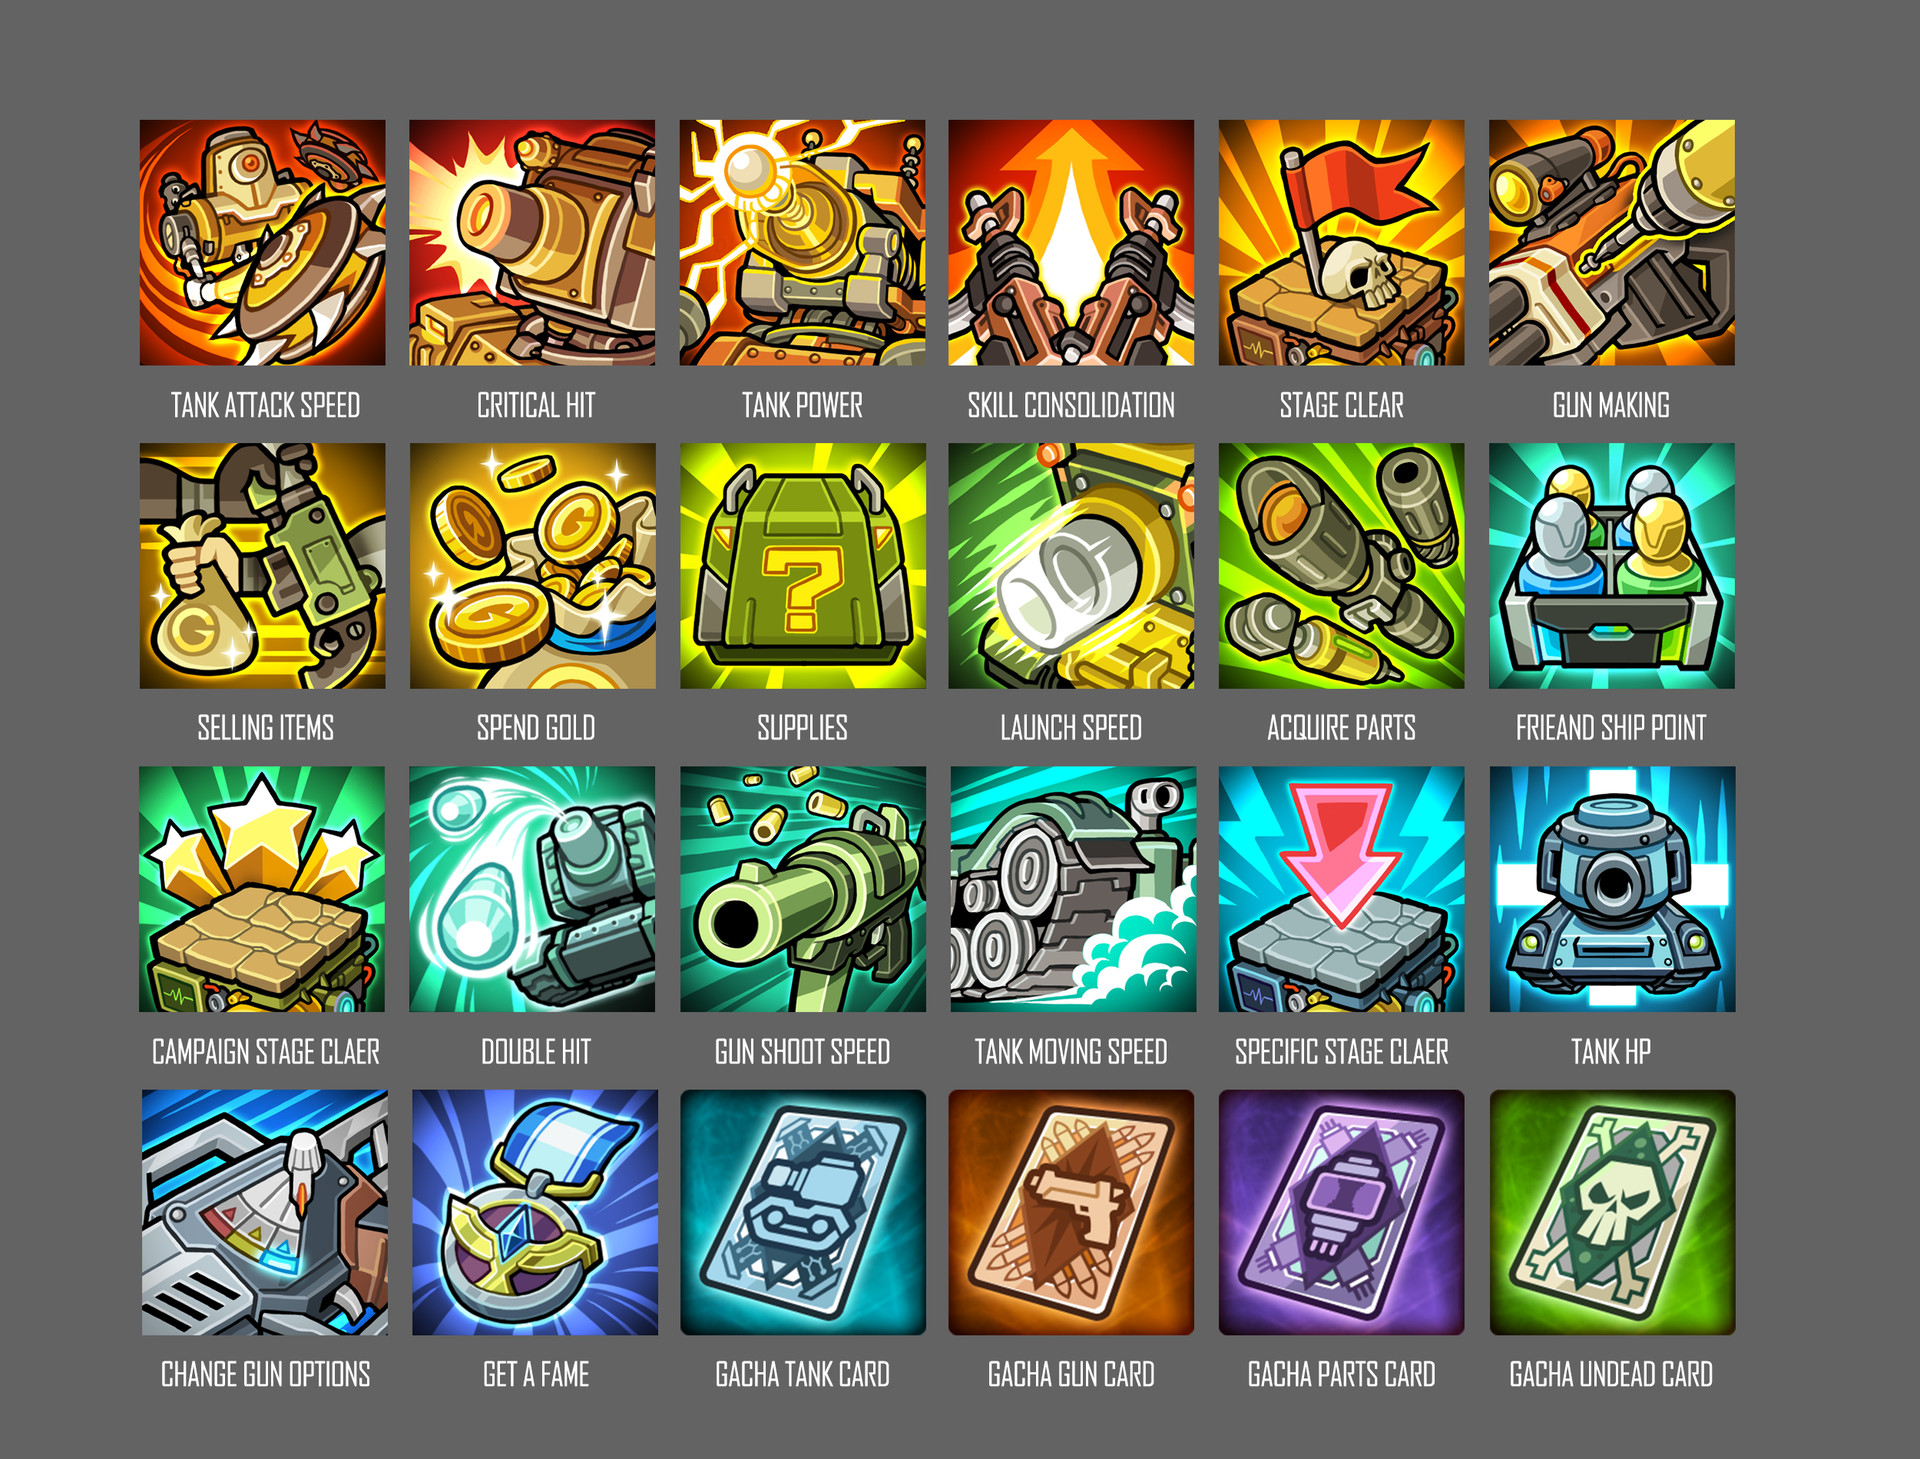 TANK ATTACK SPEED
CRITICAL HIT
TANK POWER
SKILL CONSOLIDATION
STAGE CLEAR
GUN MAKING
G
G
G
?
SELLING ITEMS
SPEND GOLD
SUPPLIES
LAUNCH SPEED
ACQUIRE PARTS
FRIEAND SHIP POINT
CAMPAIGN STAGE CLAER
DOUBLE HIT
GUN SHOOT SPEED
TANK MOVING SPEED
SPECIFIC STAGE CLAER
TANK HP
CHANGE GUN OPTIONS
GET A FAME
GACHA TANK CARD
GACHA GUN CARD
GACHA PARTS CARD
GACHA UNDEAD CARD